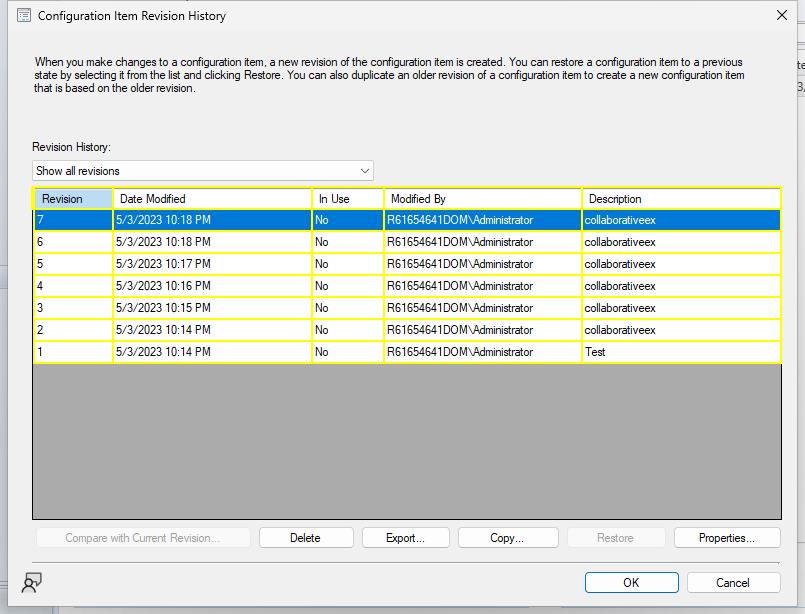 Configuration Item Revision History
When you make changes to a configuration item, a new revision of the configuration item is created. You can restore a configuration item to a previous
state by selecting it from the list and clicking Restore. You can also duplicate an older revision of a configuration item to create a new configuration item
that is based on the older revision.
Revision History:
Show all revisions
Revision Date Modified In Use Modified By Description
7 5/3/2023 10:18 PM No R61654641DOM\Administrator collaborativeex
6 5/3/2023 10:18 PM No R61654641DOM\Administrator collaborativeex
5 5/3/2023 10:17 PM No R61654641DOM\Administrator collaborativeex
4 5/3/2023 10:16 PM No R61654641DOM\Administrator collaborativeex
3 5/3/2023 10:15 PM No R61654641DOM\Administrator collaborativeex
2 5/3/2023 10:14 PM No R61654641DOM\Administrator collaborativeex
1 5/3/2023 10:14 PM No R61654641DOM\Administrator Test
Compare with Current Revision... Delete Export... Copy... Restore Properties...
OK Cancel